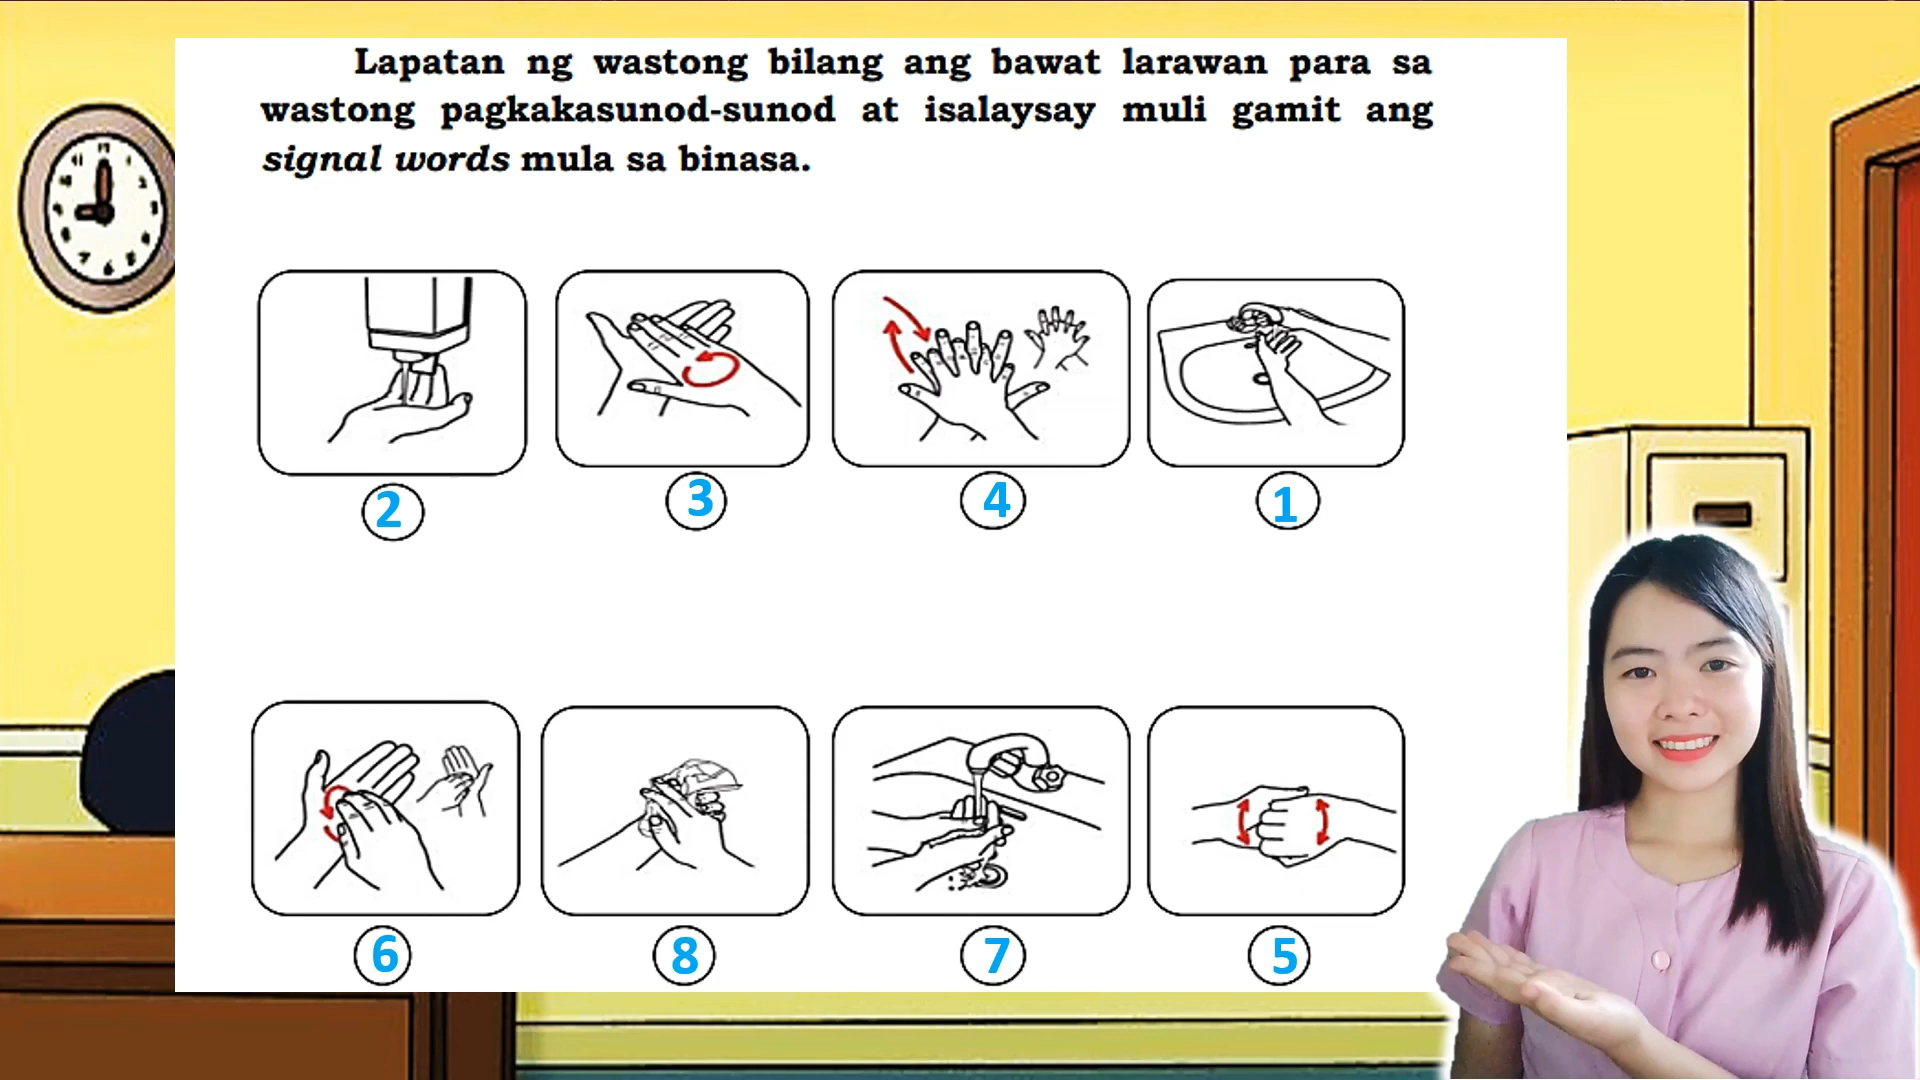 Lapatan ng wastong bilang ang bawat larawan para sa
wastong pagkakasunod-sunod at isalaysay muli gamit ang
signal words mula sa binasa.
2 3 4 1
6 8 7 5